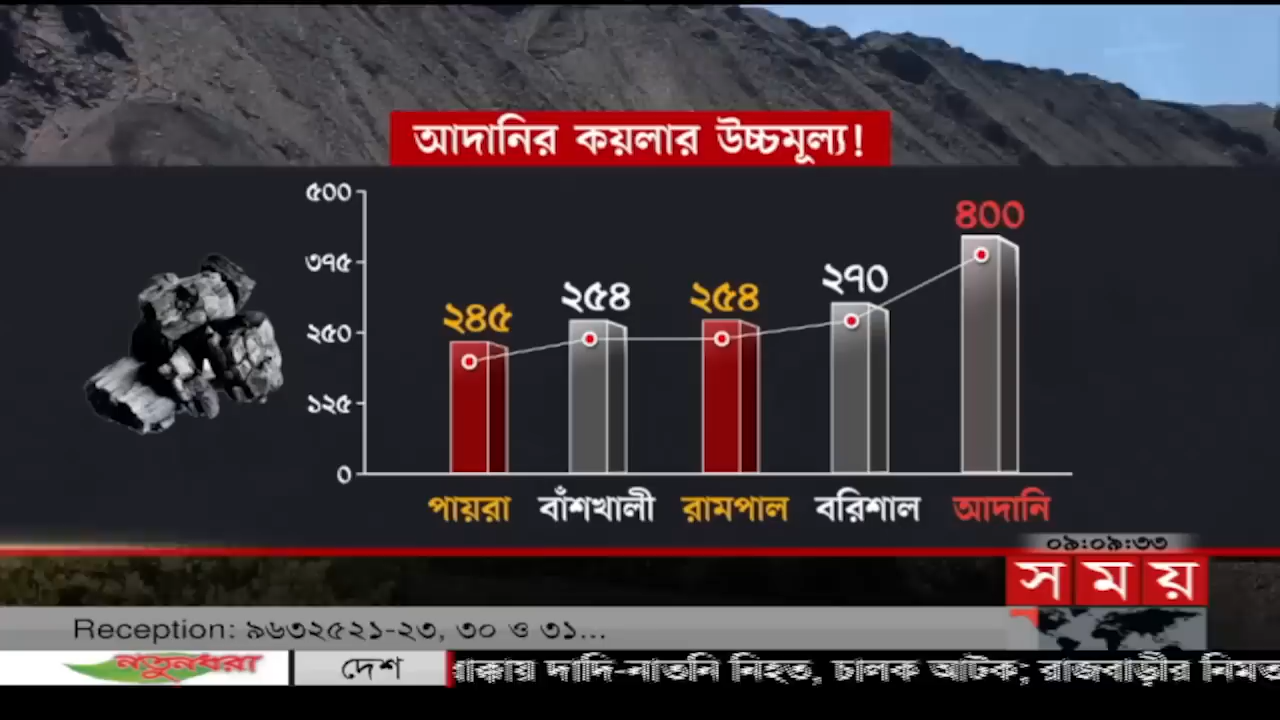 আদানির কয়লার উচ্চমূল্য!
৫০০
৩৭৫
২৫০
১২৫
০
২৪৫
২৫৪
২৫৪
২৭০
৪০০
পায়রা
বাঁশখালী
রামপাল
বরিশাল
আদানি
০৯:০৯:৩৩
সময়
Reception: ৯৬৩২৫২১-২৩, ৩০ ও ৩১...
নতুনধরা
দেশ
দাদি-নাতনি নিহত, চালক আটক; রাজবাড়ীর